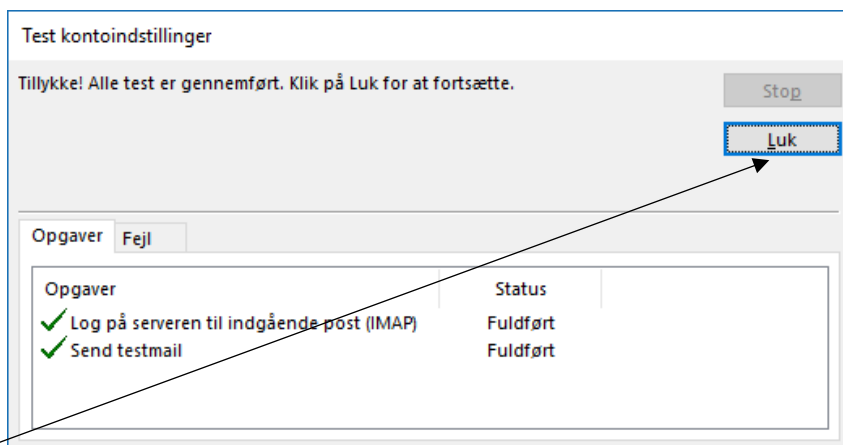 Test kontoindstillinger
Tillykke! Alle test er gennemført. Klik på Luk for at fortsætte.
Stop
Luk
Opgaver Fejl
Opgaver Status
Log på serveren til indgående post (IMAP) Fuldført
Send testmail Fuldført